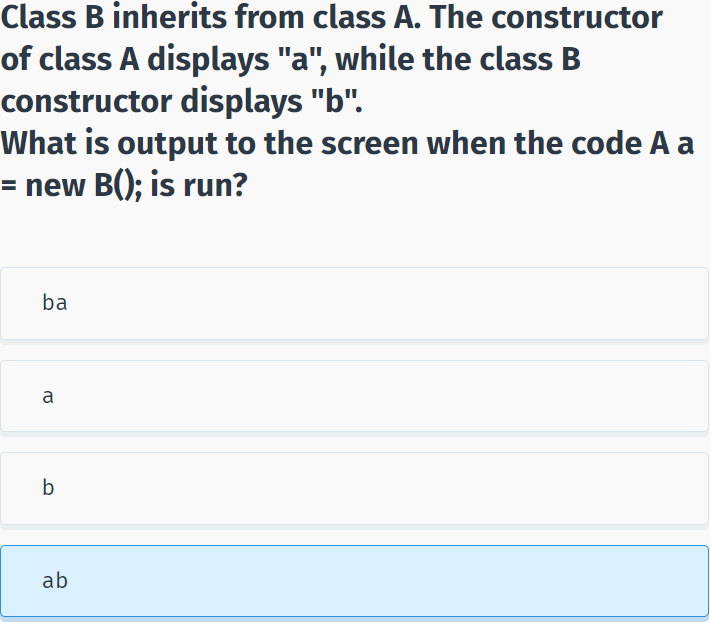 Class B inherits from class A. The constructor
of class A displays "a", while the class B
constructor displays "b".
What is output to the screen when the code A a
= new B(); is run?
ba
a
b
ab